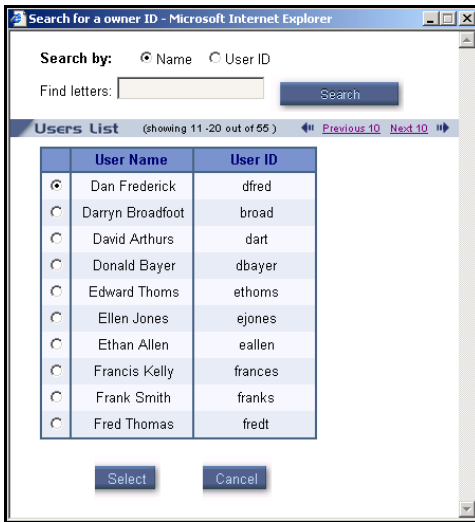 Search for a owner ID - Microsoft Internet Explorer
Search by: Name User ID
Find letters: Search
Users List (showing 11 -20 out of 55 ) Previous 10 Next 10
User Name User ID
Dan Frederick dfred
Darryn Broadfoot broad
David Arthurs dart
Donald Bayer dbayer
Edward Thoms ethoms
Ellen Jones ejones
Ethan Allen eallen
Francis Kelly frances
Frank Smith franks
Fred Thomas fredt
Select Cancel